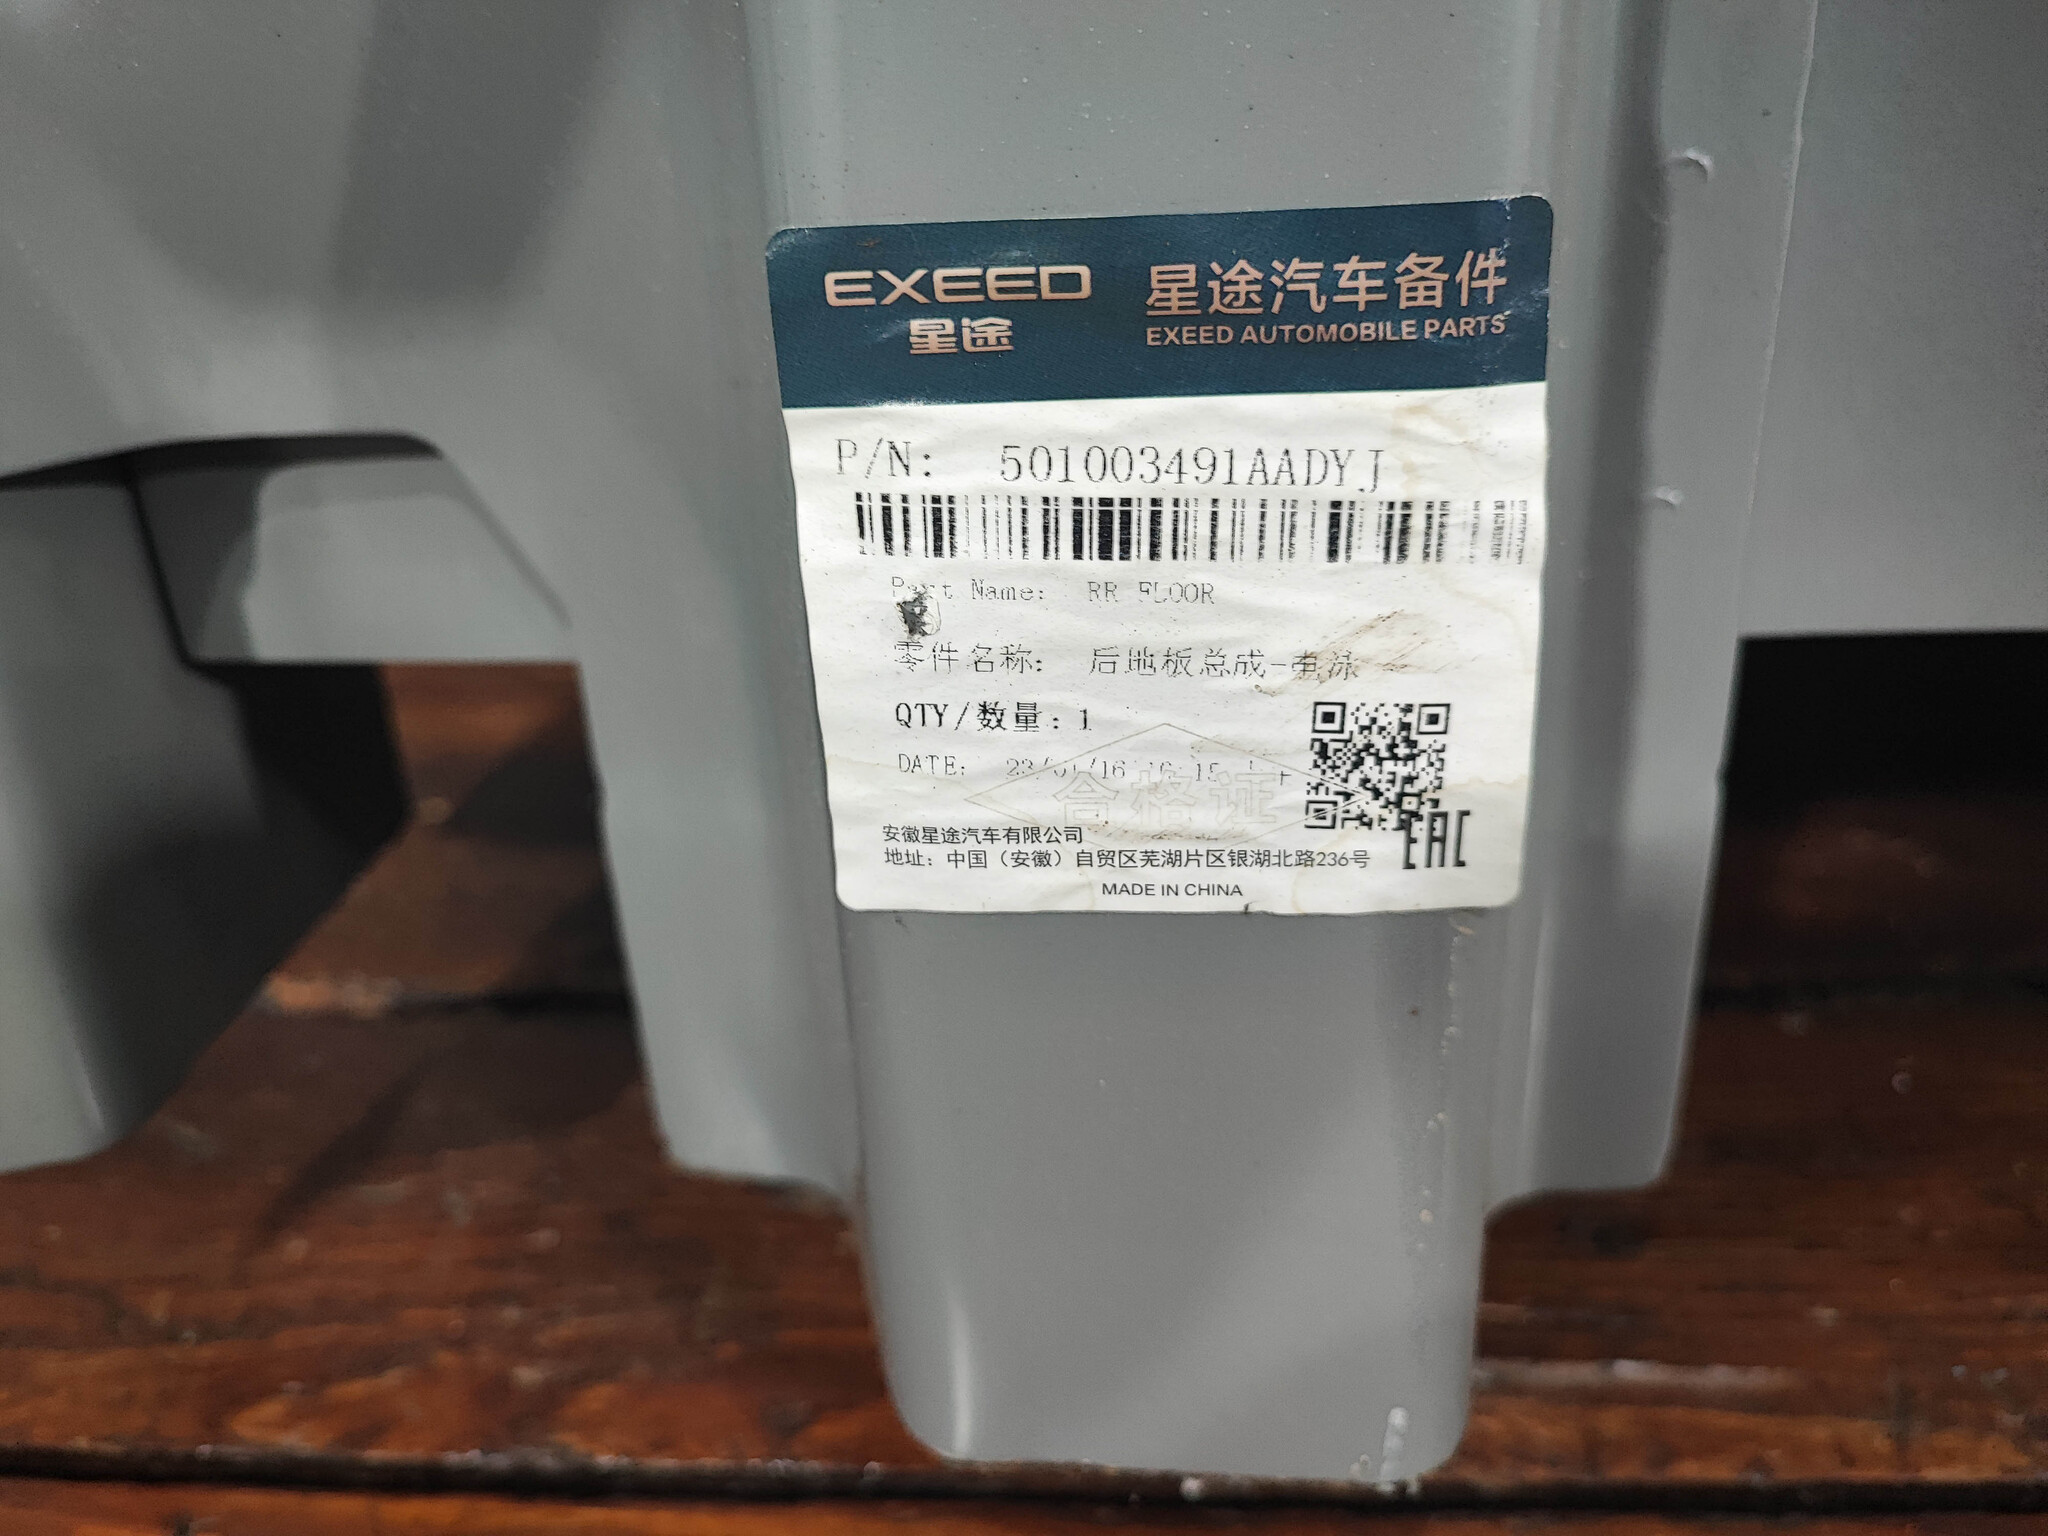 EXEED
星途
星途汽车备件
EXEED AUTOMOBILE PARTS
P/N: 501003491AADYJ
Part Name: RR FLOOR
零件名称: 后地板总成-电泳
QTY/数量:1
DATE:
合格证
安徽星途汽车有限公司
地址：中国（安徽）自贸区芜湖片区银湖北路236号
EAC
MADE IN CHINA